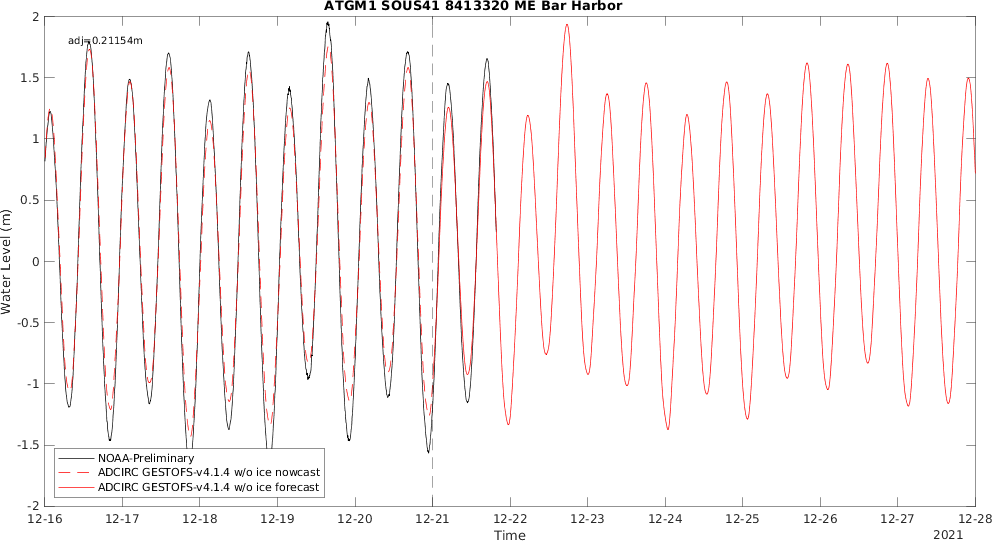 ATGM1 SOUS41 8413320 ME Bar Harbor
adj=0.21154m
2
1.5
1
0.5
0
-0.5
-1
-1.5
-2
Water Level (m)
NOAA-Preliminary
ADCIRC GESTOFS-v4.1.4 w/o ice nowcast
ADCIRC GESTOFS-v4.1.4 w/o ice forecast
12-16 12-17 12-18 12-19 12-20 12-21 12-22 12-23 12-24 12-25 12-26 12-27 12-28
Time
2021